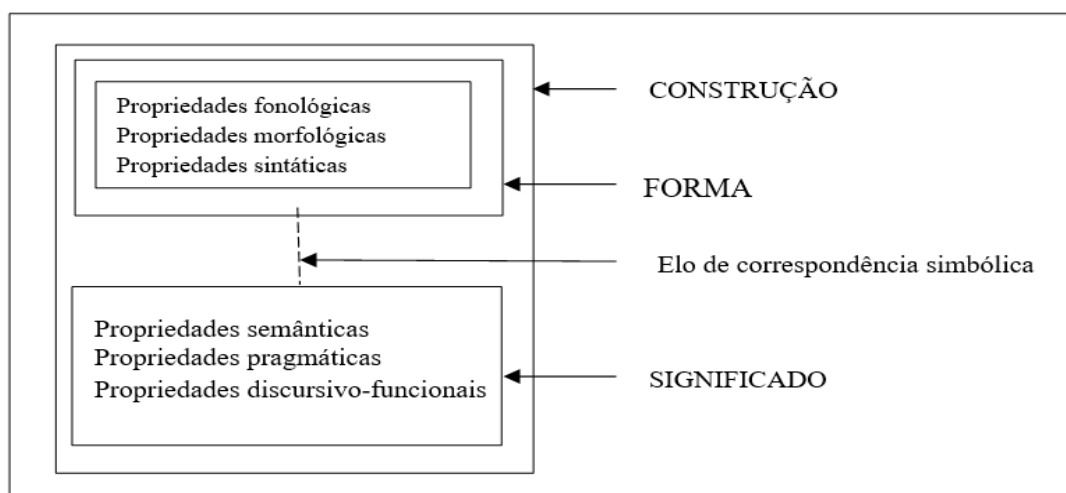 Propriedades fonológicas
Propriedades morfológicas
Propriedades sintáticas
CONSTRUÇÃO
FORMA
Elo de correspondência simbólica
Propriedades semânticas
Propriedades pragmáticas
Propriedades discursivo-funcionais
SIGNIFICADO